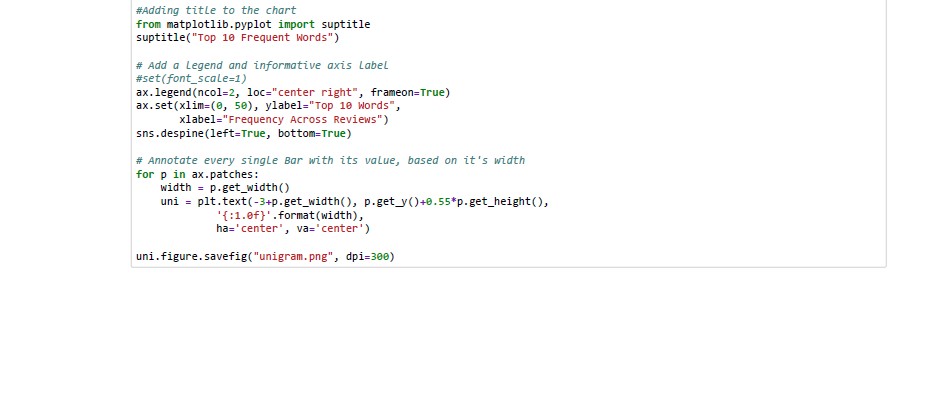 #Adding title to the chart
from matplotlib.pyplot import suptitle
suptitle("Top 10 Frequent Words")
# Add a Legend and informative axis Label
#set(font_scale=1)
ax.legend(ncol=2, loc="center right", frameon=True)
ax.set(xlim=(0, 50), ylabel="Top 10 Words",
       xlabel="Frequency Across Reviews")
sns.despine(left=True, bottom=True)
# Annotate every single Bar with its value, based on it's width
for p in ax.patches:
    width = p.get_width()
    uni = plt.text(-3+p.get_width(), p.get_y()+0.55*p.get_height(),
             '{:1.0f}'.format(width),
             ha='center', va='center')
uni.figure.savefig("unigram.png", dpi=300)